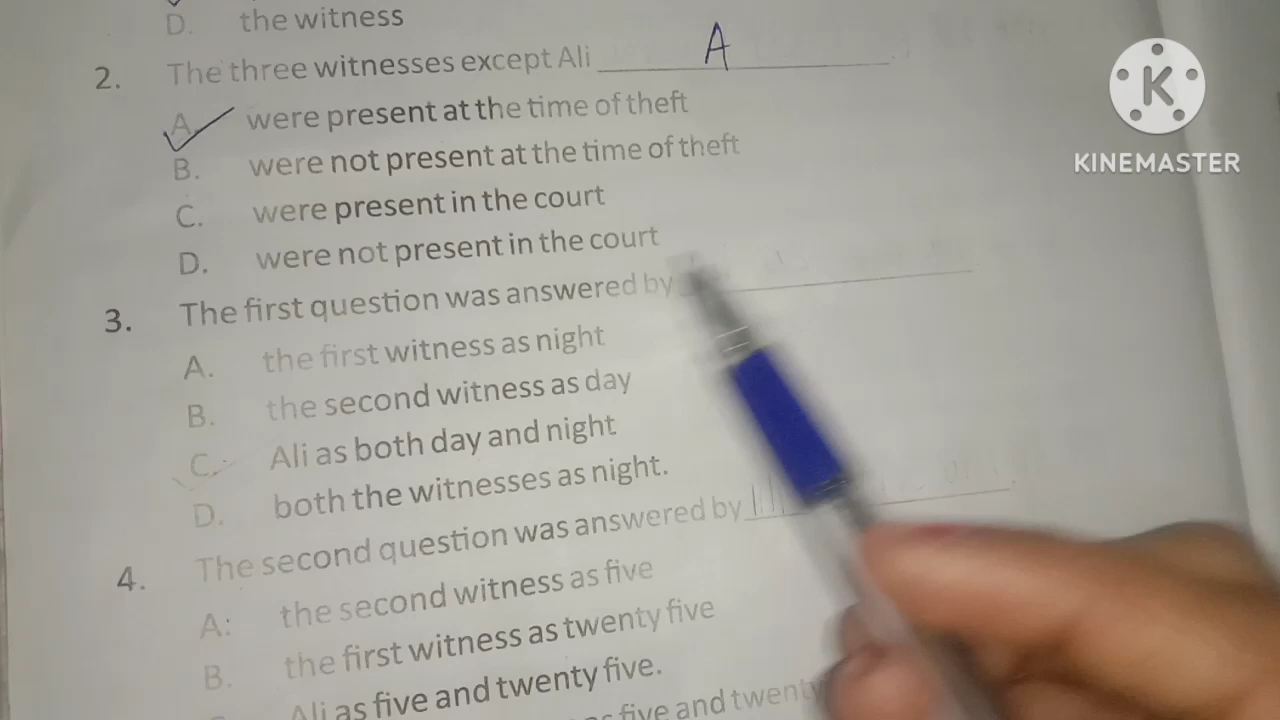 D. the witness
2. The three witnesses except Ali A
A. were present at the time of theft
B. were not present at the time of theft
C. were present in the court
D. were not present in the court
3. The first question was answered by
A. the first witness as night
B. the second witness as day
C. Ali as both day and night
D. both the witnesses as night.
4. The second question was answered by
A: the second witness as five
B. the first witness as twenty five
Ali as five and twenty five.
as five and twenty
K
KINEMASTER